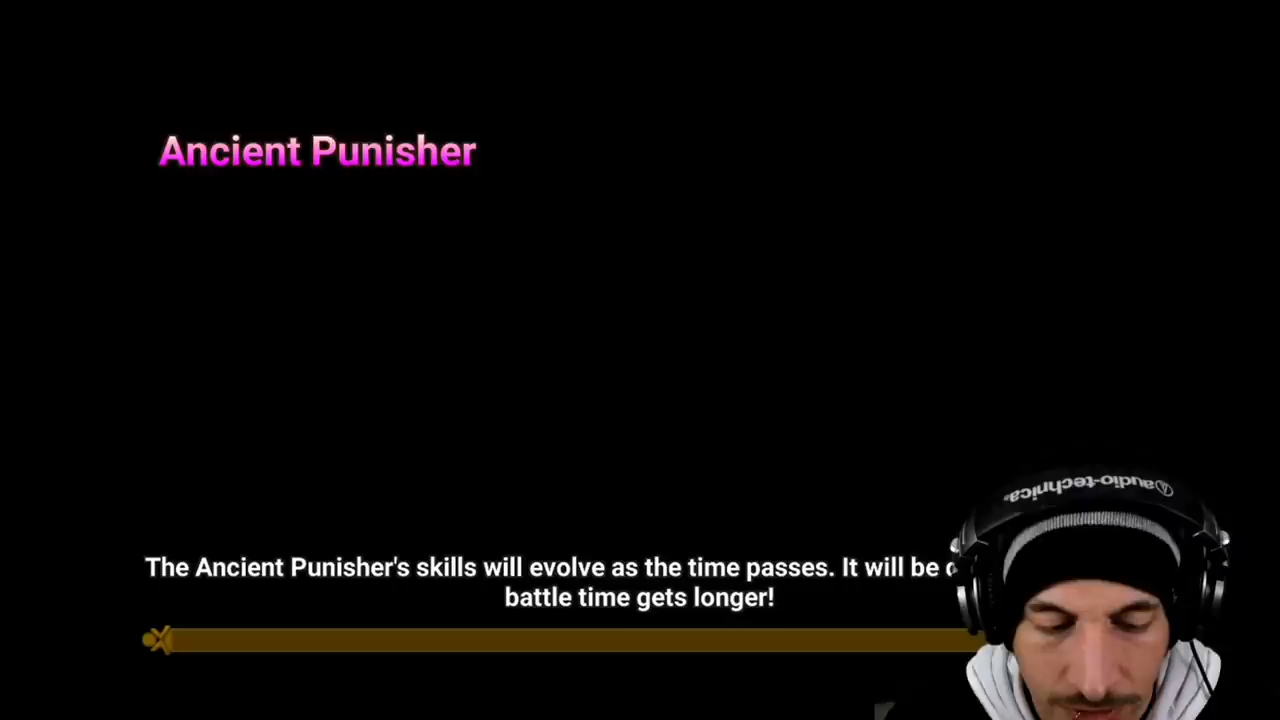 Ancient Punisher
The Ancient Punisher's skills will evolve as the time passes. It will be
battle time gets longer!
audio-technica